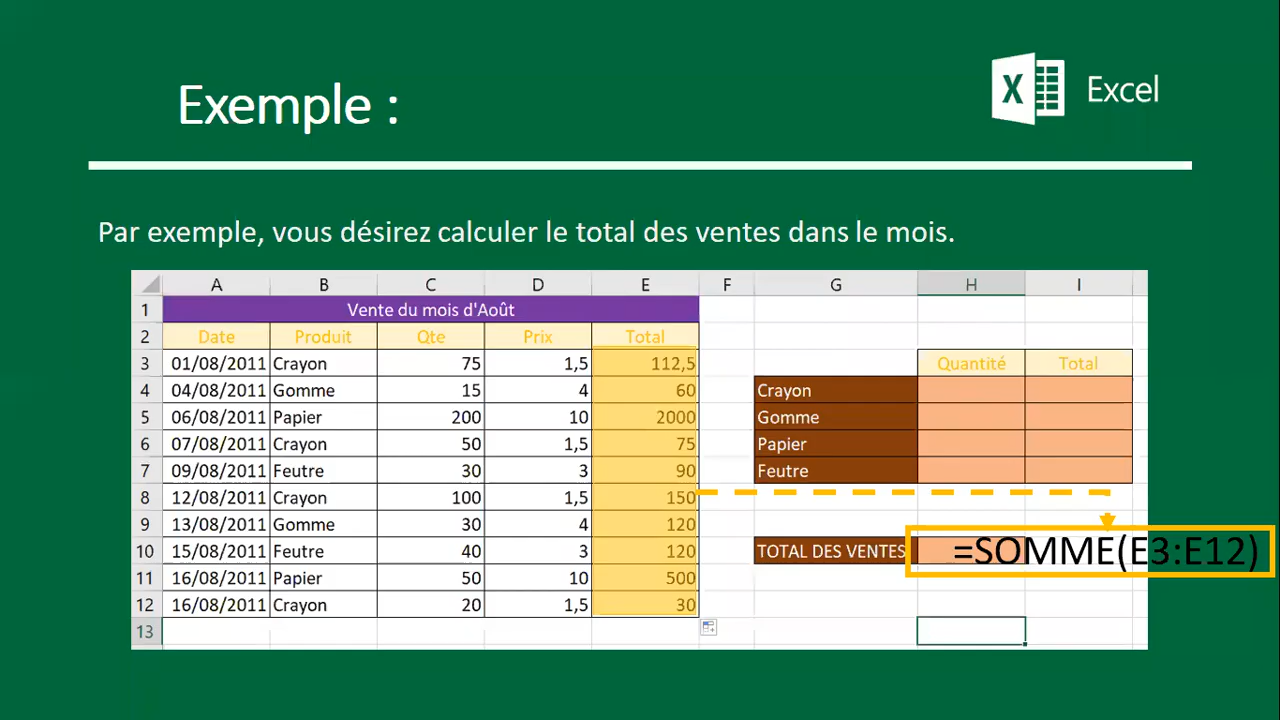 Exemple :
Excel
Par exemple, vous désirez calculer le total des ventes dans le mois.
A B C D E F G H I
1 Vente du mois d'Août
2 Date Produit Qte Prix Total
3 01/08/2011 Crayon 75 1,5 112,5 Quantité Total
4 04/08/2011 Gomme 15 4 60 Crayon
5 06/08/2011 Papier 200 10 2000 Gomme
6 07/08/2011 Crayon 50 1,5 75 Papier
7 09/08/2011 Feutre 30 3 90 Feutre
8 12/08/2011 Crayon 100 1,5 150
9 13/08/2011 Gomme 30 4 120
10 15/08/2011 Feutre 40 3 120 TOTAL DES VENTES =SOMME(E3:E12)
11 16/08/2011 Papier 50 10 500
12 16/08/2011 Crayon 20 1,5 30
13